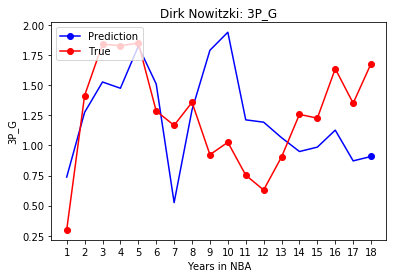 Dirk Nowitzki: 3P_G
Prediction
True
2.00
1.75
1.50
1.25
1.00
0.75
0.50
0.25
3P_G
1 2 3 4 5 6 7 8 9 10 11 12 13 14 15 16 17 18
Years in NBA